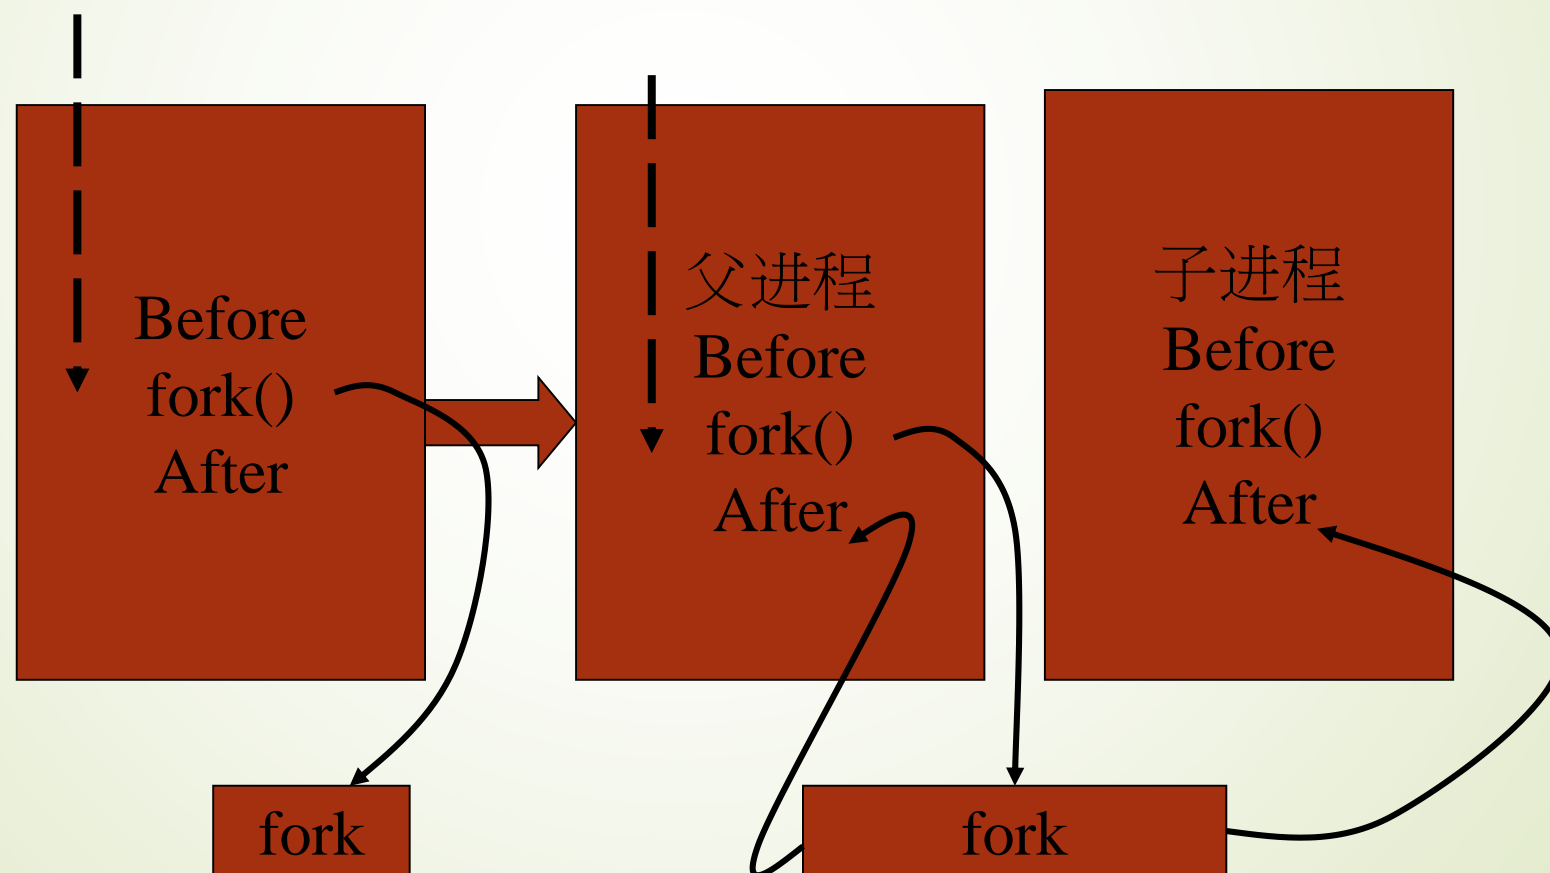 Before
fork()
After
父进程
Before
fork()
After
子进程
Before
fork()
After
fork
fork